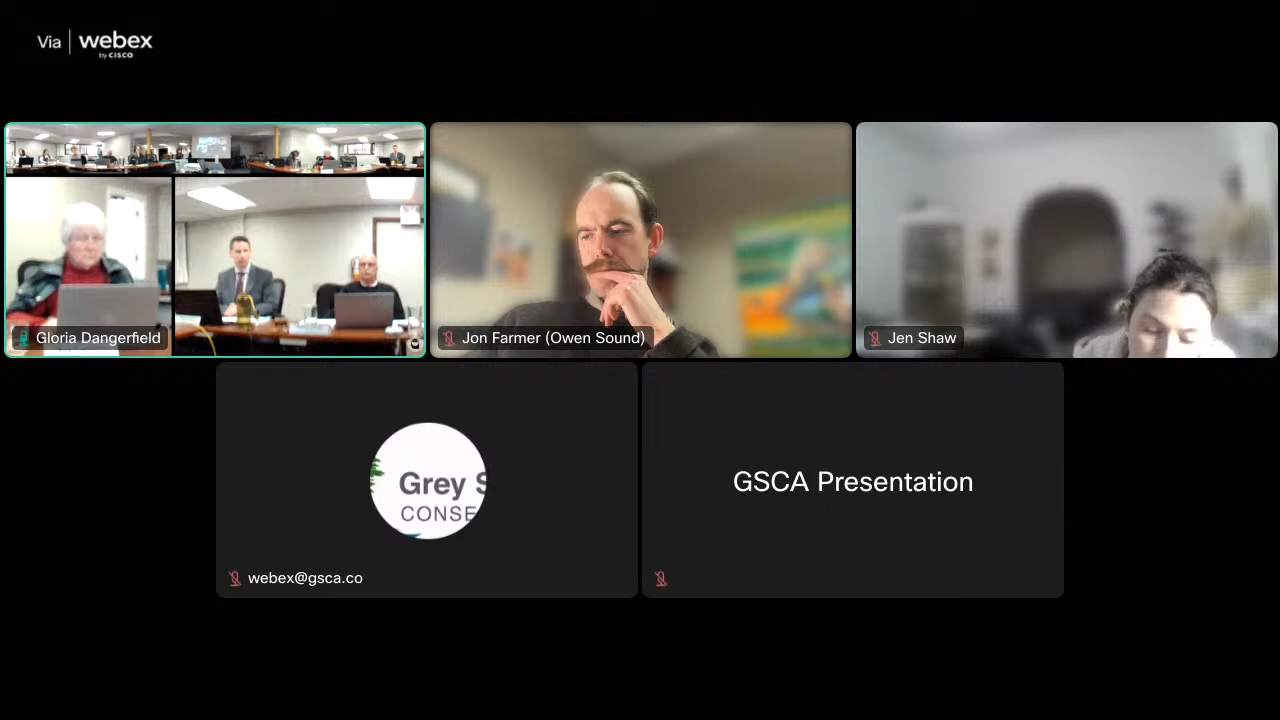 Via webex
by CISCO
Gloria Dangerfield
Jon Farmer (Owen Sound)
Jen Shaw
Grey S
CONSE
GSCA Presentation
webex@gsca.co